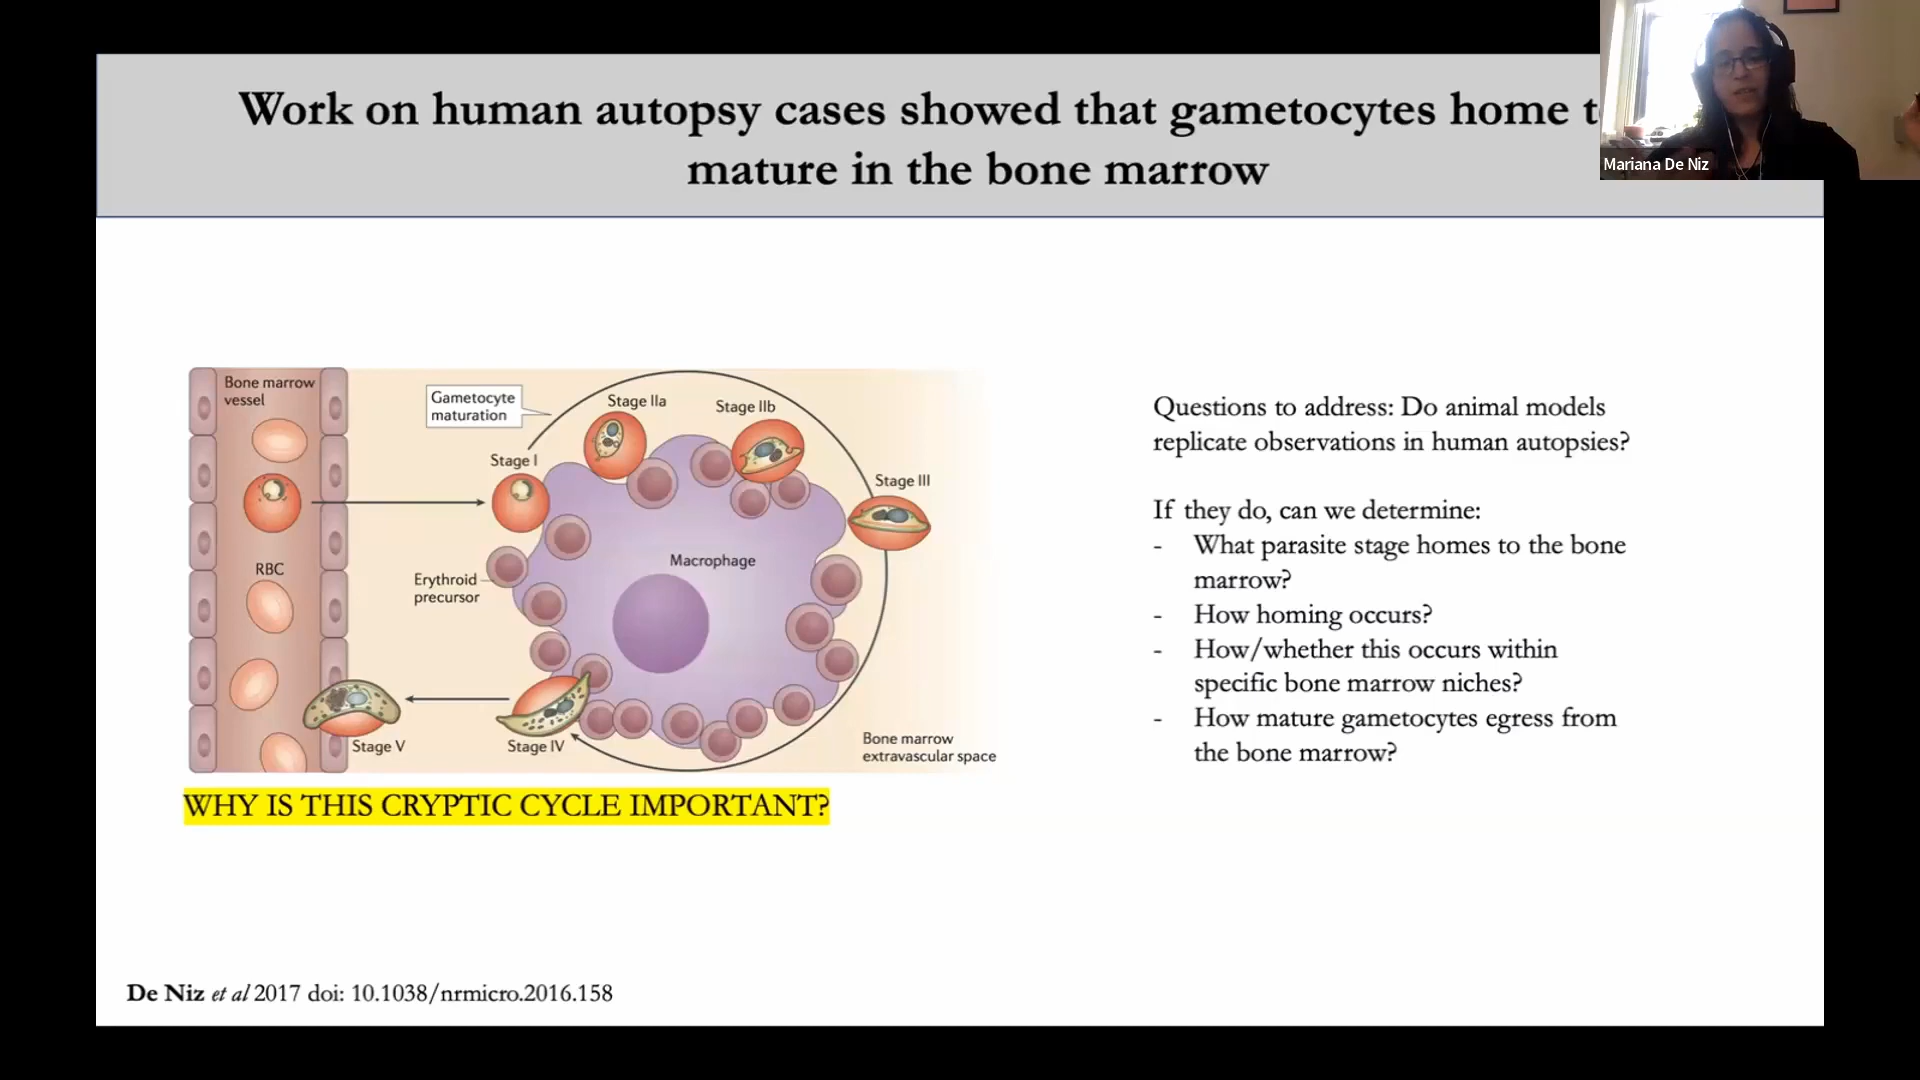 Work on human autopsy cases showed that gametocytes home
mature in the bone marrow
Mariana De Niz
Bone marrow
vessel
RBC
Gametocyte
maturation
Stage I
Stage IIa
Stage IIb
Stage III
Macrophage
Erythroid
precursor
Stage IV
Stage V
Bone marrow
extravascular space
WHY IS THIS CRYPTIC CYCLE IMPORTANT?
Questions to address: Do animal models
replicate observations in human autopsies?
If they do, can we determine:
- What parasite stage homes to the bone
marrow?
- How homing occurs?
- How/whether this occurs within
specific bone marrow niches?
- How mature gametocytes egress from
the bone marrow?
De Niz et al 2017 doi: 10.1038/nrmicro.2016.158